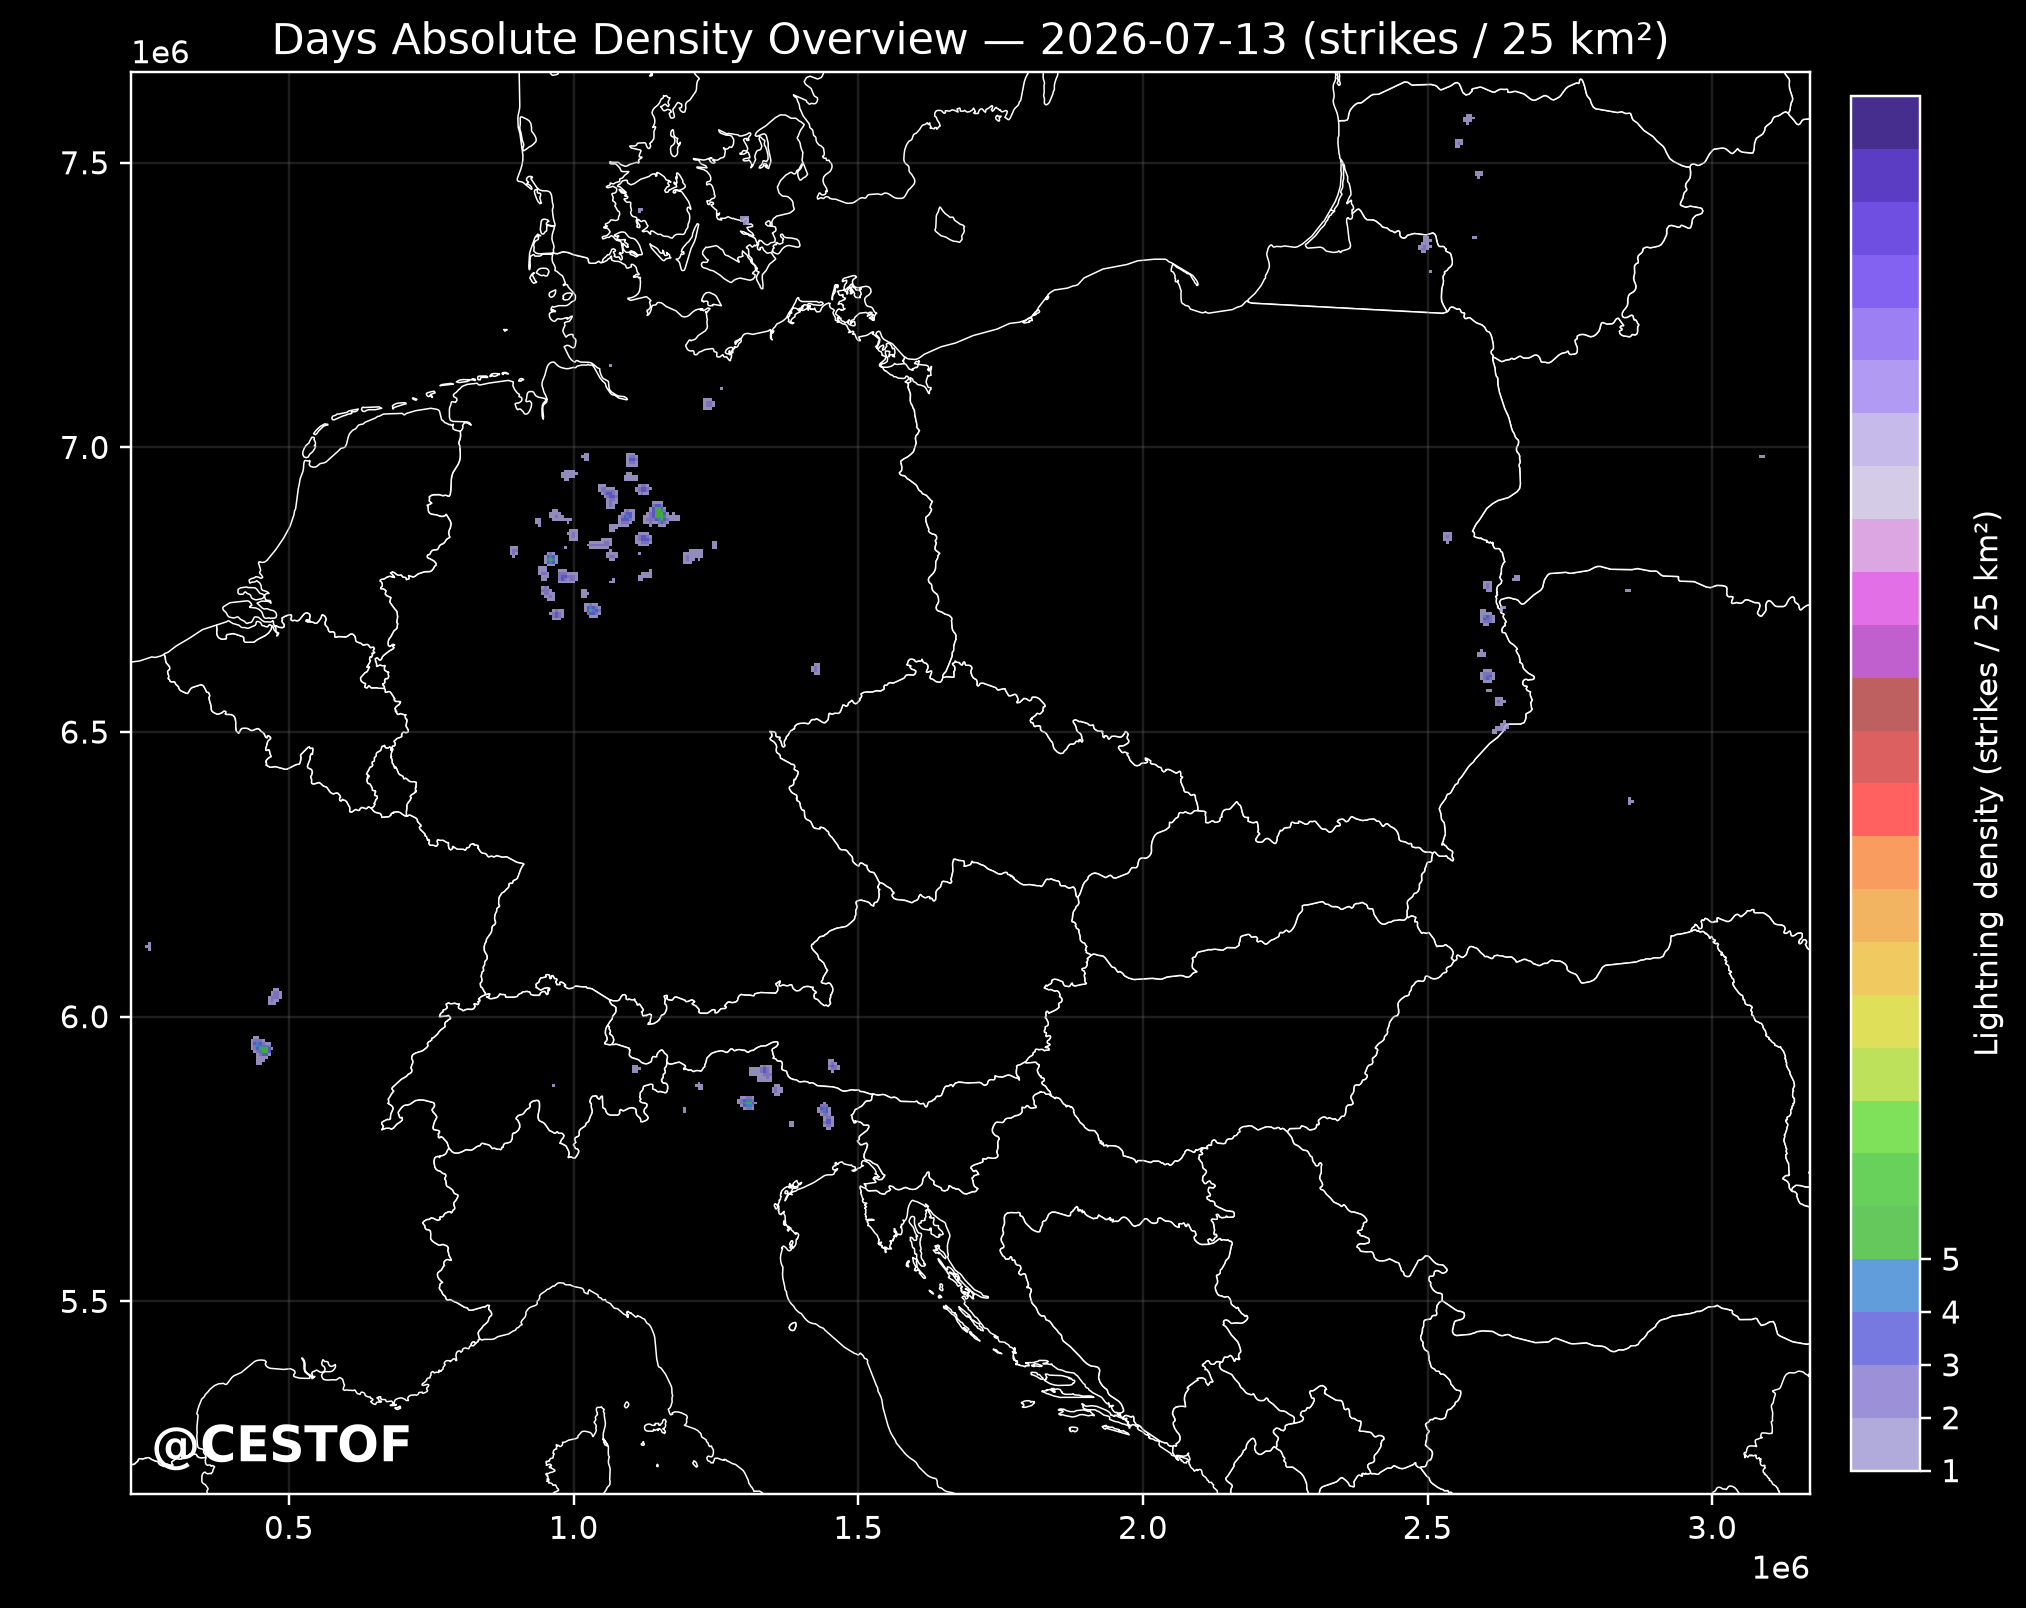 Days Absolute Density Overview — 2026-07-13 (strikes / 25 km²)
1e6
7.5
7.0
6.5
6.0
5.5
0.5 1.0 1.5 2.0 2.5 3.0
1e6
@CESTOF
5
4
3
2
1
Lightning density (strikes / 25 km²)